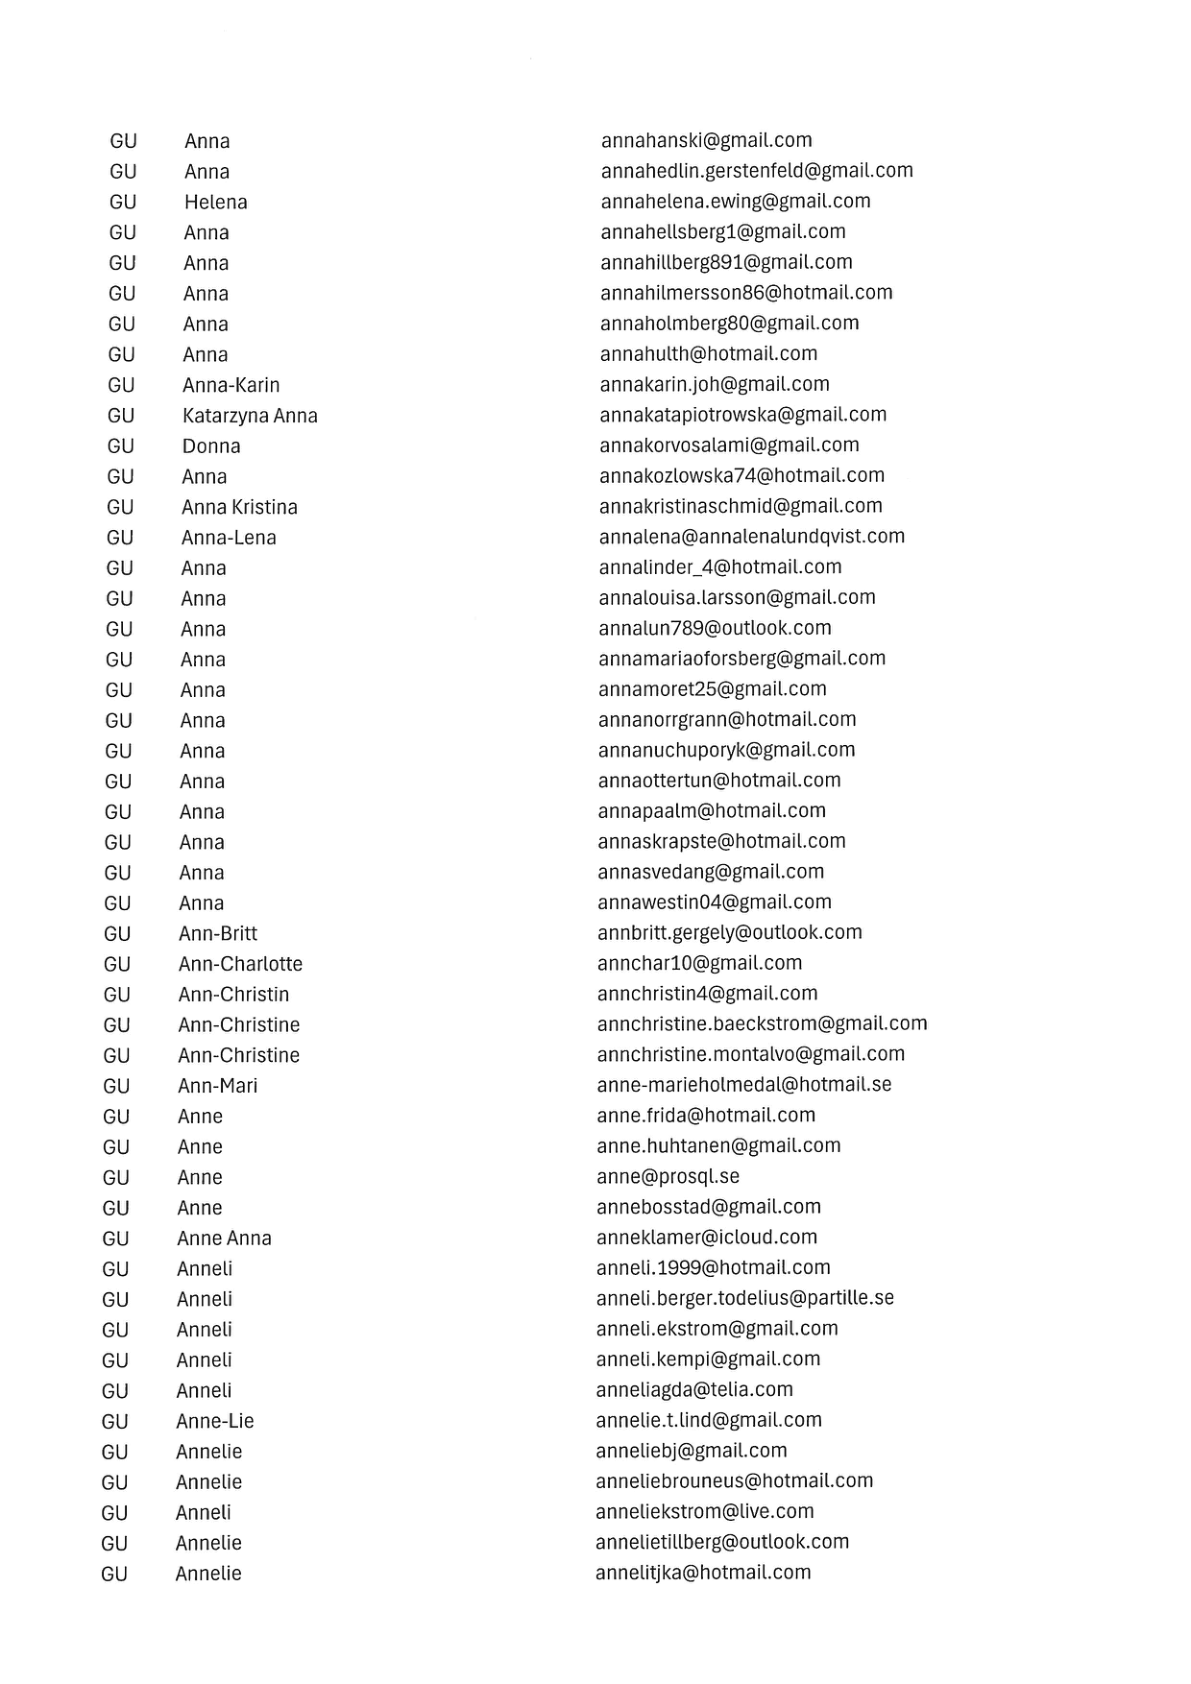 GU Anna annahanski@gmail.com
GU Anna annahedlin.gerstenfeld@gmail.com
GU Helena annahelena.ewing@gmail.com
GU Anna annahellsberg1@gmail.com
GU Anna annahillberg891@gmail.com
GU Anna annahilmersson86@hotmail.com
GU Anna annaholmberg80@gmail.com
GU Anna annahulth@hotmail.com
GU Anna-Karin annakarin.joh@gmail.com
GU Katarzyna Anna annakatapiotrowska@gmail.com
GU Donna annakorvosalami@gmail.com
GU Anna annakozlowska74@hotmail.com
GU Anna Kristina annakristinaschmid@gmail.com
GU Anna-Lena annalena@annalenalundqvist.com
GU Anna annalinder_4@hotmail.com
GU Anna annalouisa.larsson@gmail.com
GU Anna annalun789@outlook.com
GU Anna annamariaoforsberg@gmail.com
GU Anna annamoret25@gmail.com
GU Anna annanorrgrann@hotmail.com
GU Anna annanuchuporyk@gmail.com
GU Anna annaottertun@hotmail.com
GU Anna annapaalm@hotmail.com
GU Anna annaskrapste@hotmail.com
GU Anna annasvedang@gmail.com
GU Anna annawestin04@gmail.com
GU Ann-Britt annbritt.gergely@outlook.com
GU Ann-Charlotte annchar10@gmail.com
GU Ann-Christin annchristin4@gmail.com
GU Ann-Christine annchristine.baeckstrom@gmail.com
GU Ann-Christine annchristine.montalvo@gmail.com
GU Ann-Mari anne-marieholmedal@hotmail.se
GU Anne anne.frida@hotmail.com
GU Anne anne.huhtanen@gmail.com
GU Anne anne@prosql.se
GU Anne annebosstad@gmail.com
GU Anne Anna anneklamer@icloud.com
GU Anneli anneli.1999@hotmail.com
GU Anneli anneli.berger.todelius@partille.se
GU Anneli anneli.ekstrom@gmail.com
GU Anneli anneli.kempi@gmail.com
GU Anneli anneliagda@telia.com
GU Anne-Lie annelie.t.lind@gmail.com
GU Annelie anneliebj@gmail.com
GU Annelie anneliebrouneus@hotmail.com
GU Anneli anneliekstrom@live.com
GU Annelie annelietillberg@outlook.com
GU Annelie annelitjka@hotmail.com